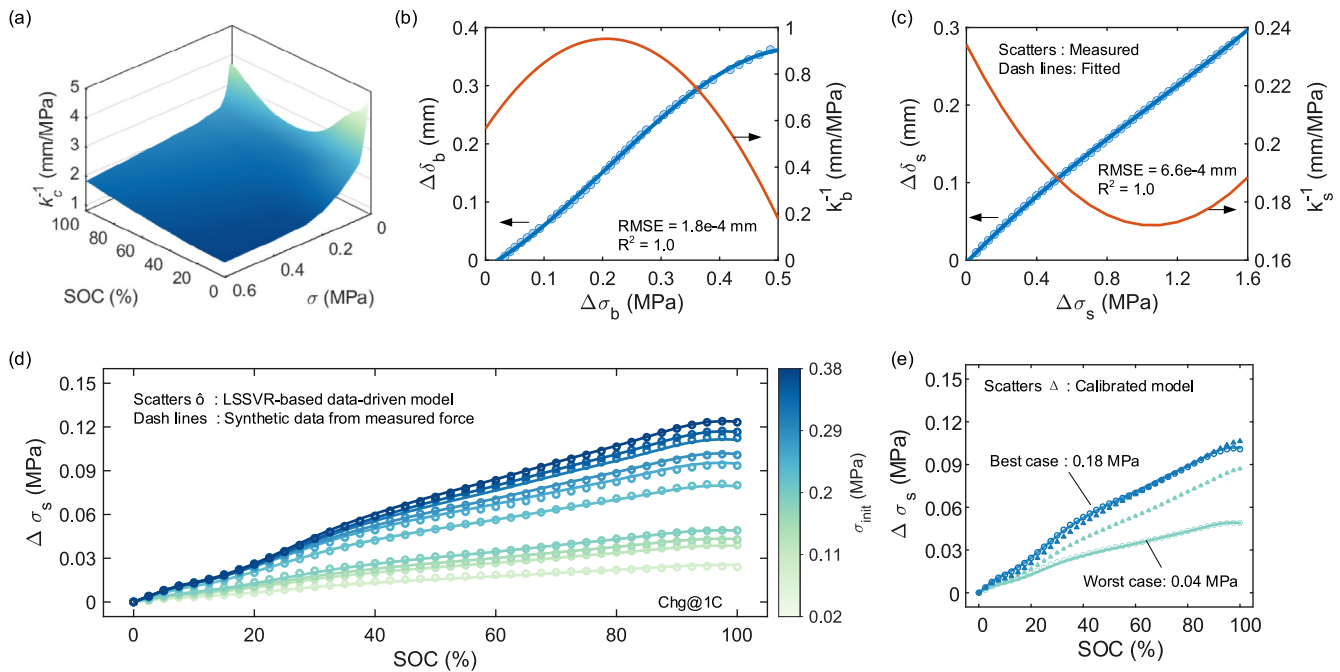 (a)
k_c^-1 (mm/MPa)
5
4
3
2
1
100
80
60
40
20
0
SOC (%)
0.6
0.4
0.2
0
σ (MPa)
(b)
Δδ_b (mm)
0.4
0.3
0.2
0.1
0
1
0.8
0.6
0.4
0.2
0
k_b^-1 (mm/MPa)
RMSE = 1.8e-4 mm
R² = 1.0
0 0.1 0.2 0.3 0.4 0.5
Δσ_b (MPa)
(c)
Δδ_s (mm)
0.3
0.2
0.1
0
0.24
0.22
0.20
0.18
0.16
k_s^-1 (mm/MPa)
Scatters : Measured
Dash lines: Fitted
RMSE = 6.6e-4 mm
R² = 1.0
0 0.4 0.8 1.2 1.6
Δσ_s (MPa)
(d)
Δ σ_s (MPa)
0.15
0.12
0.09
0.06
0.03
0
Scatters ô : LSSVR-based data-driven model
Dash lines : Synthetic data from measured force
Chg@1C
0 20 40 60 80 100
SOC (%)
0.38
0.29
0.2
0.11
0.02
σ_init (MPa)
(e)
Δ σ_s (MPa)
0.15
0.12
0.09
0.06
0.03
0
Scatters Δ : Calibrated model
Best case : 0.18 MPa
Worst case: 0.04 MPa
0 20 40 60 80 100
SOC (%)